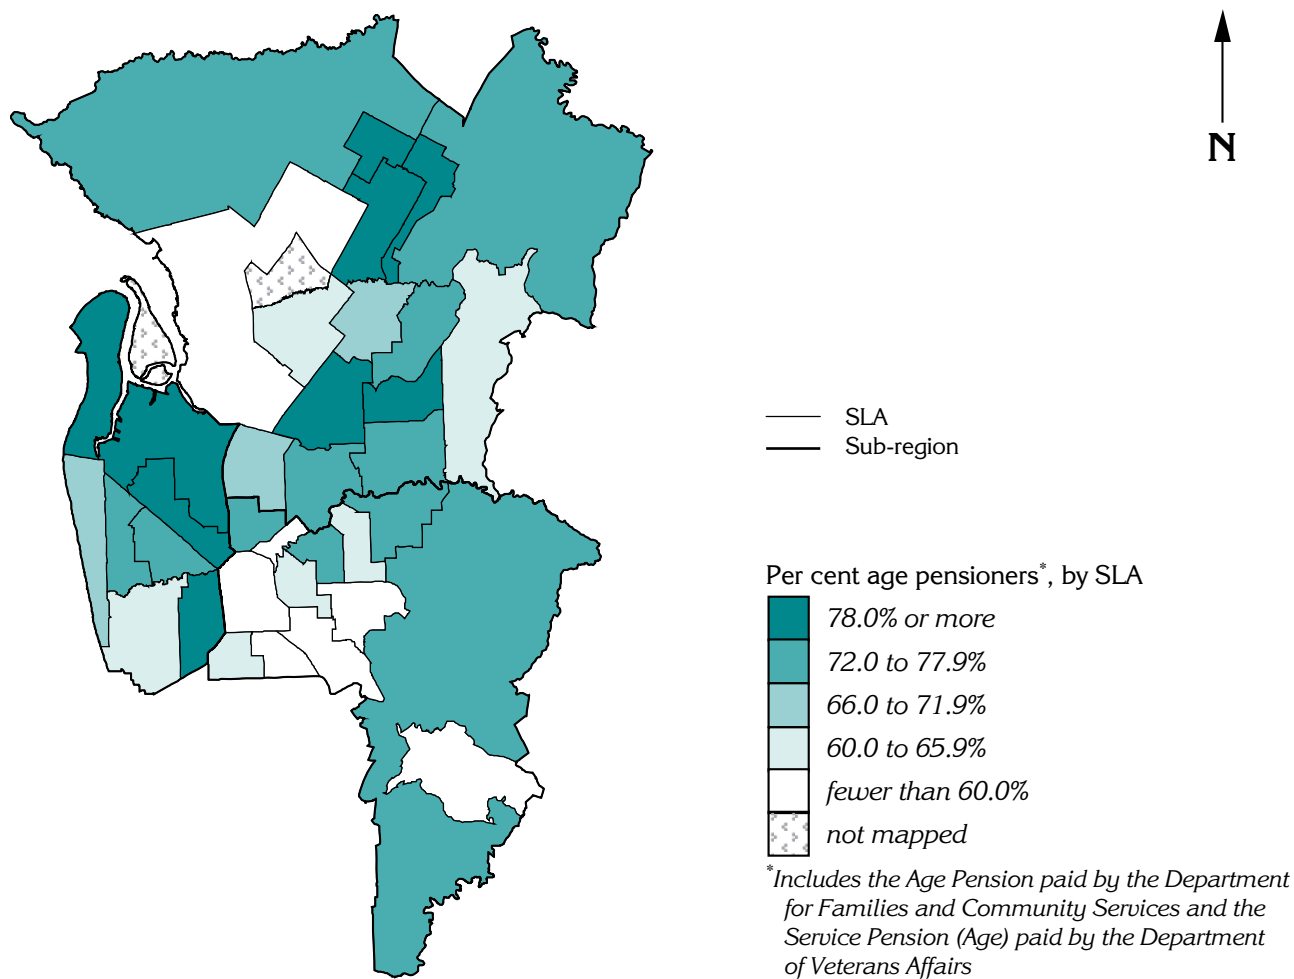 N
SLA
Sub-region
Per cent age pensioners*, by SLA
78.0% or more
72.0 to 77.9%
66.0 to 71.9%
60.0 to 65.9%
fewer than 60.0%
not mapped
*Includes the Age Pension paid by the Department
for Families and Community Services and the
Service Pension (Age) paid by the Department
of Veterans Affairs